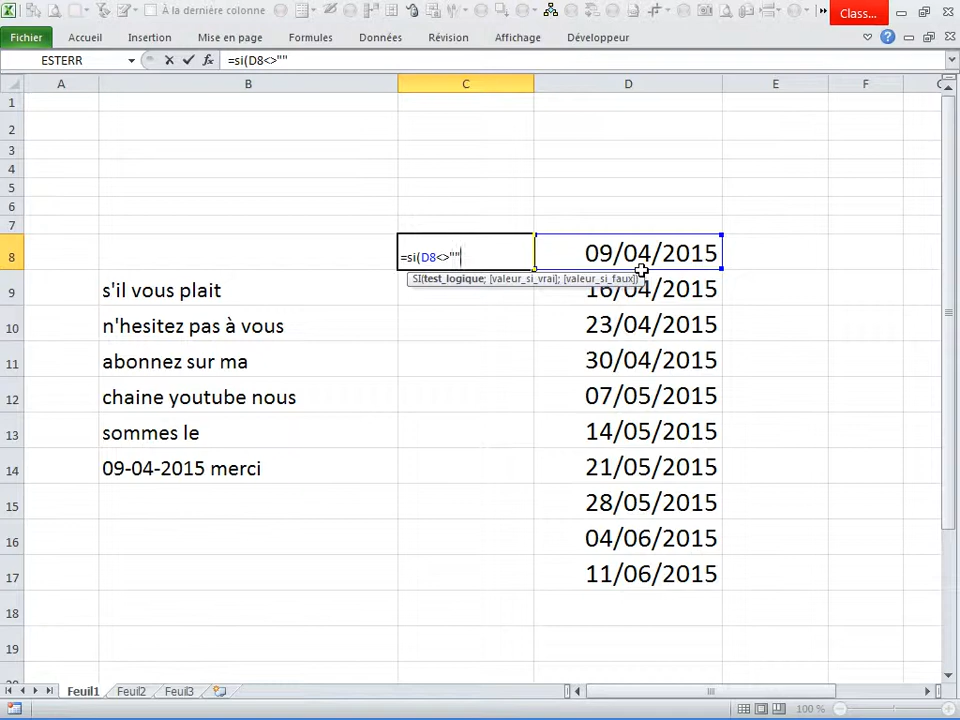 À la dernière colonne
Class...
Fichier Accueil Insertion Mise en page Formules Données Révision Affichage Développeur
ESTERR =si(D8<>""
A B C D E F
1
2
3
4
5
6
7
8 =si(D8<>"" 09/04/2015
SI(test_logique; [valeur_si_vrai]; [valeur_si_faux])
9 s'il vous plait 16/04/2015
10 n'hesitez pas à vous 23/04/2015
11 abonnez sur ma 30/04/2015
12 chaine youtube nous 07/05/2015
13 sommes le 14/05/2015
14 09-04-2015 merci 21/05/2015
15 28/05/2015
16 04/06/2015
17 11/06/2015
18
19
Feuil1 Feuil2 Feuil3
100 %